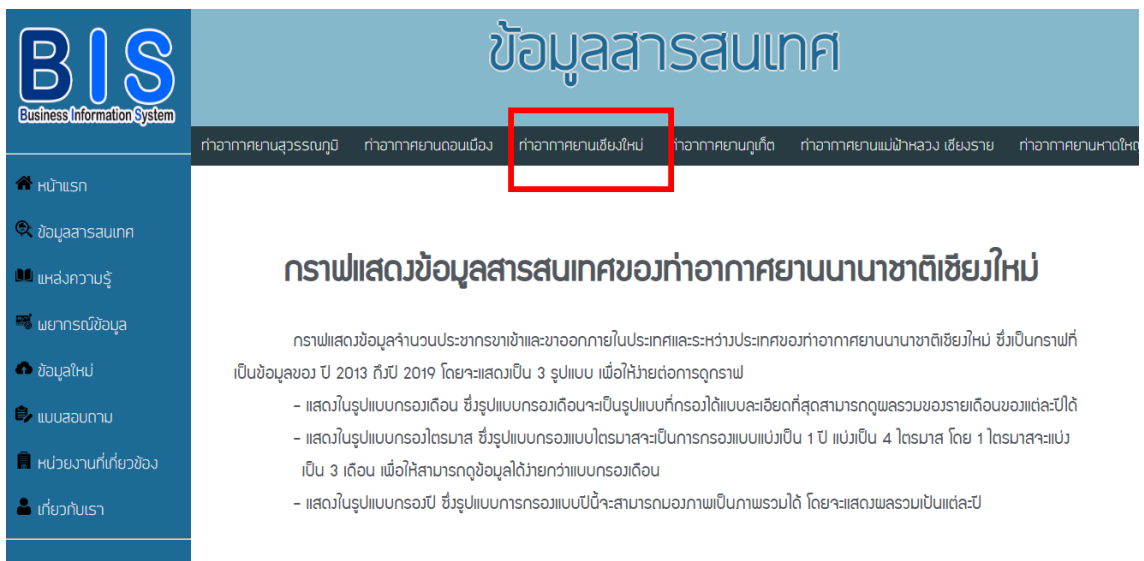 BIS
Business Information System
ข้อมูลสารสนเทศ
ท่าอากาศยานสุวรรณภูมิ ท่าอากาศยานดอนเมือง ท่าอากาศยานเชียงใหม่ ท่าอากาศยานภูเก็ต ท่าอากาศยานแม่ฟ้าหลวง เชียงราย ท่าอากาศยานหาดใหญ
หน้าแรก
ข้อมูลสารสนเทศ
แหล่งความรู้
พยากรณ์ข้อมูล
ข้อมูลใหม่
แบบสอบถาม
หน่วยงานที่เกี่ยวข้อง
เกี่ยวกับเรา
กราฟแสดงข้อมูลสารสนเทศของท่าอากาศยานนานาชาติเชียงใหม่
กราฟแสดงข้อมูลจำนวนประชากรขาเข้าและขาออกภายในประเทศและระหว่างประเทศของท่าอากาศยานนานาชาติเชียงใหม่ ซึ่งเป็นกราฟที่
เป็นข้อมูลของ ปี 2013 ถึงปี 2019 โดยจะแสดงเป็น 3 รูปแบบ เพื่อให้ง่ายต่อการดูกราฟ
- แสดงในรูปแบบกรองเดือน ซึ่งรูปแบบกรองเดือนจะเป็นรูปแบบที่กรองได้แบบละเอียดที่สุดสามารถดูผลรวมของรายเดือนของแต่ละปีได้
- แสดงในรูปแบบกรองไตรมาส ซึ่งรูปแบบกรองแบบไตรมาสจะเป็นการกรองแบบแบ่งเป็น 1 ปี แบ่งเป็น 4 ไตรมาส โดย 1 ไตรมาสจะแบ่ง
เป็น 3 เดือน เพื่อให้สามารถดูข้อมูลได้ง่ายกว่าแบบกรองเดือน
- แสดงในรูปแบบกรองปี ซึ่งรูปแบบการกรองแบบปีนี้จะสามารถมองภาพเป็นภาพรวมได้ โดยจะแสดงผลรวมเป้นแต่ละปี